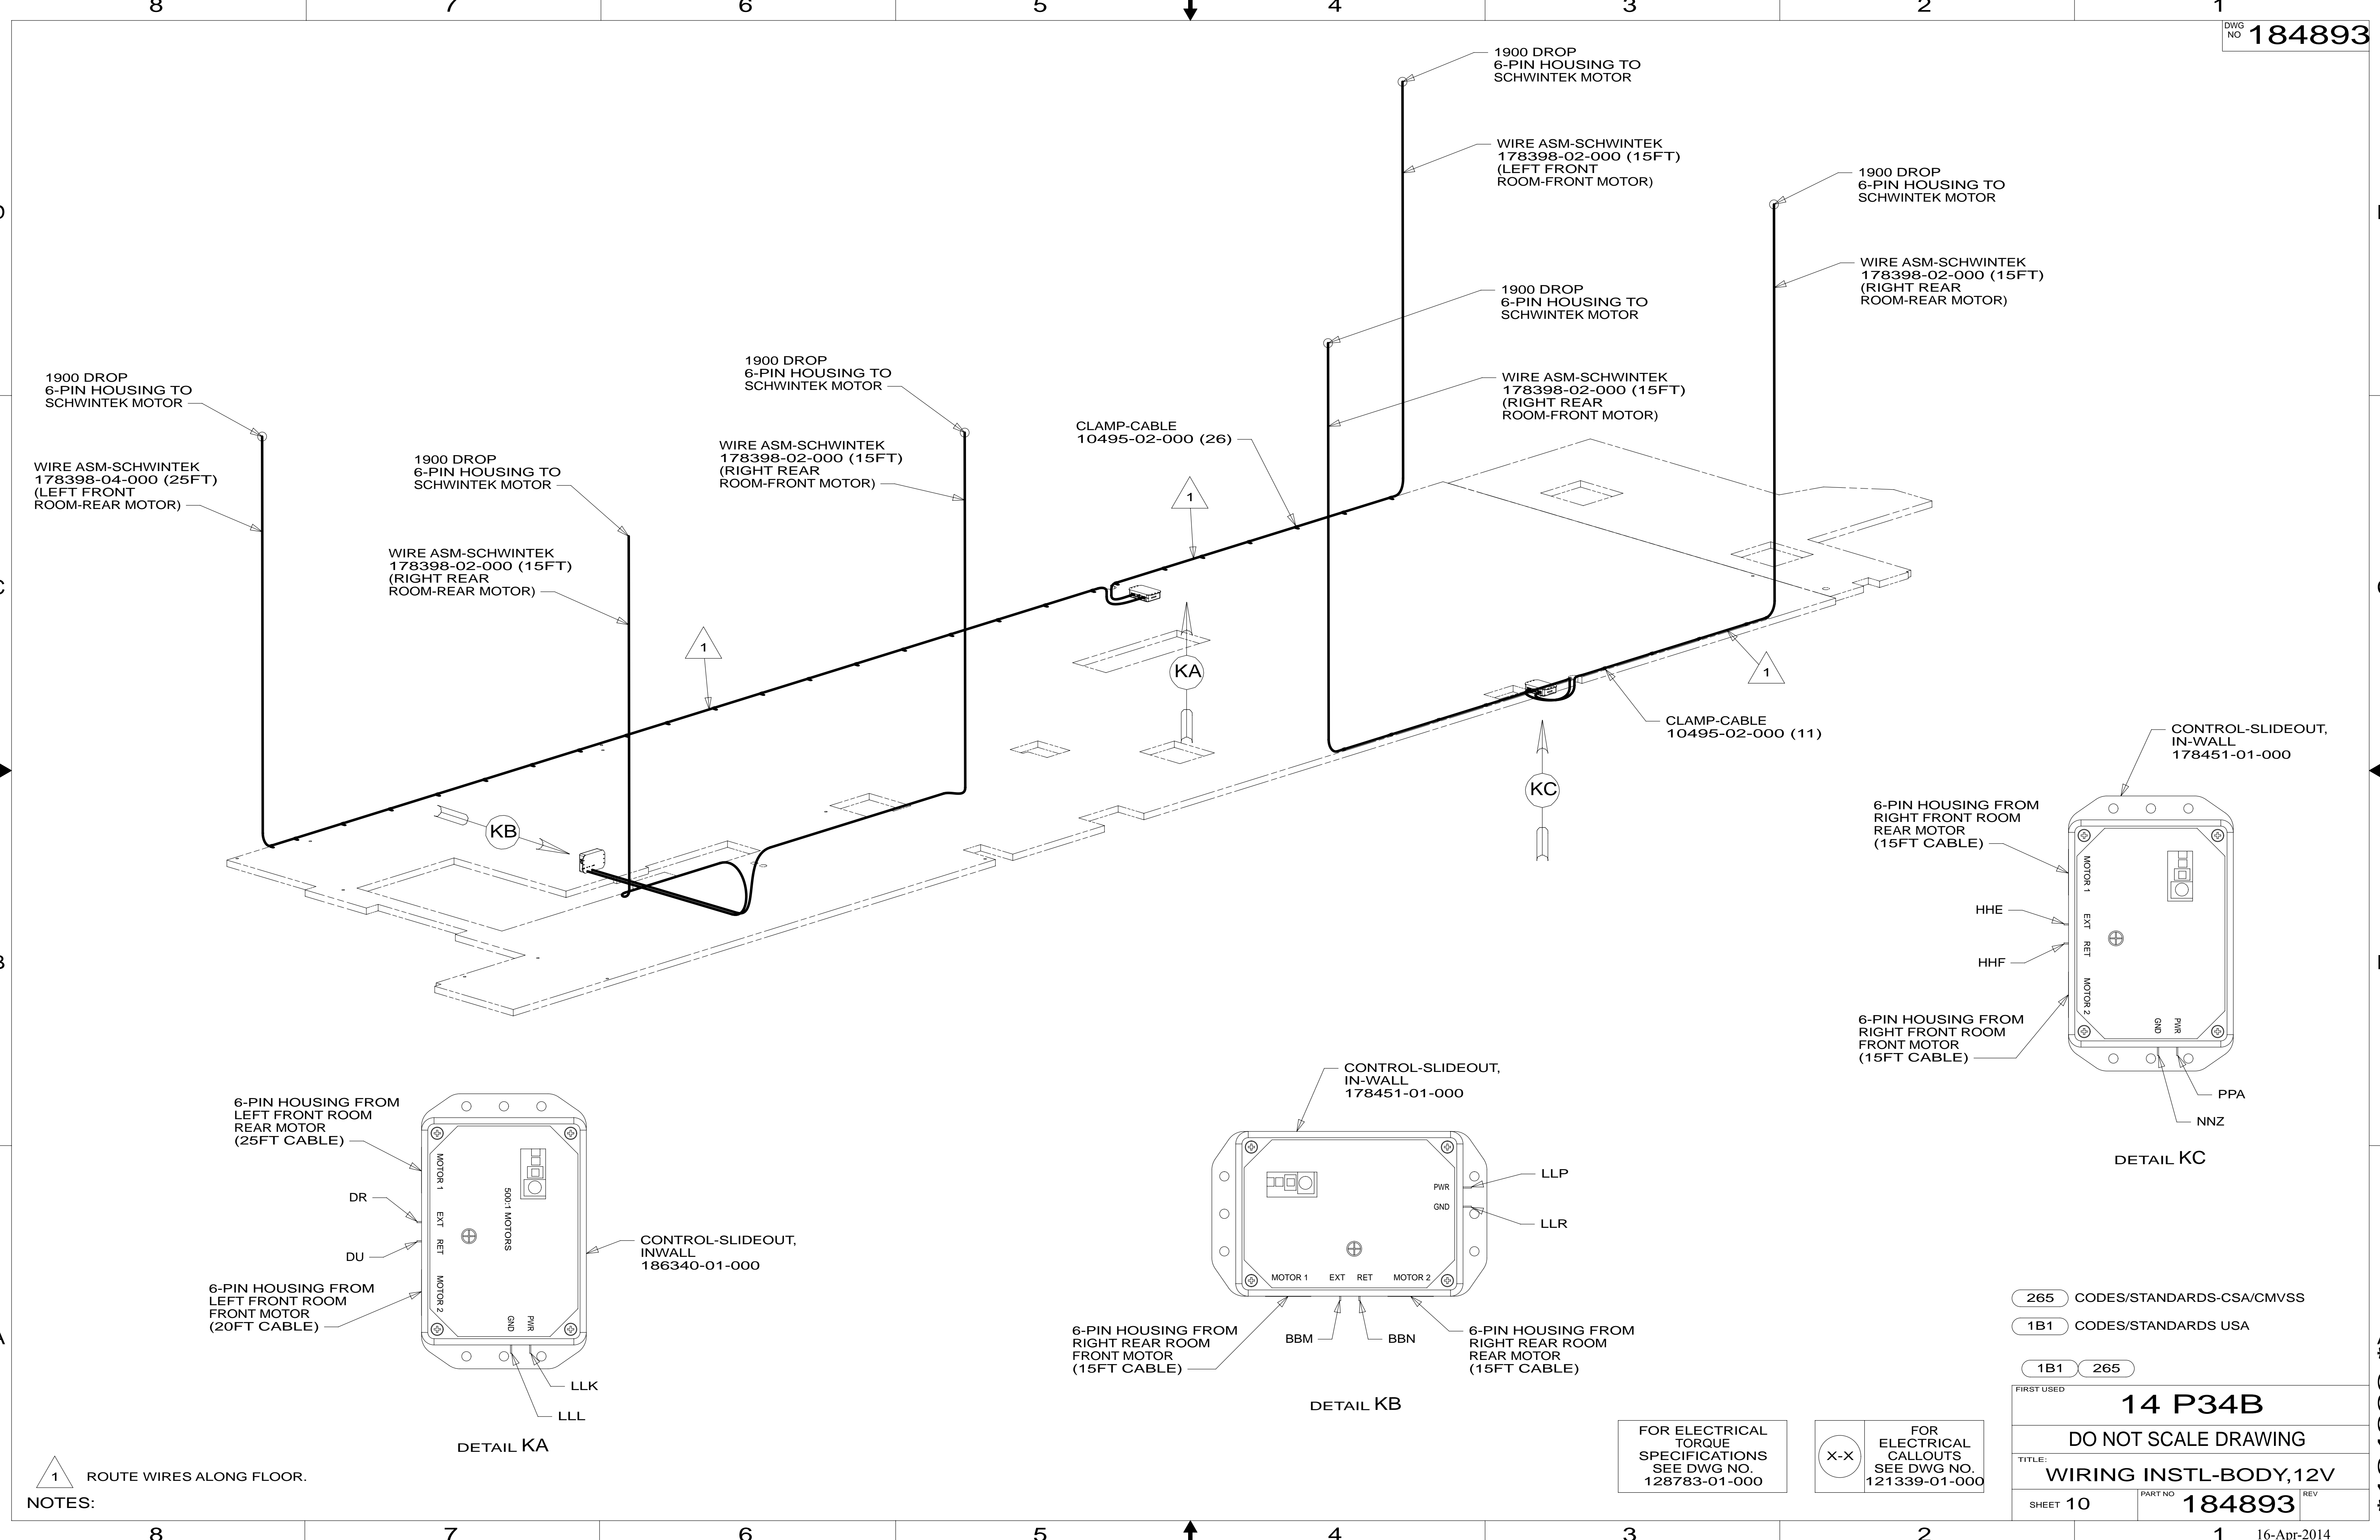 8 7 6 5 4 3 2 1
DWG
NO 184893
1900 DROP
6-PIN HOUSING TO
SCHWINTEK MOTOR
WIRE ASM-SCHWINTEK
178398-02-000 (15FT)
(LEFT FRONT
ROOM-FRONT MOTOR)
1900 DROP
6-PIN HOUSING TO
SCHWINTEK MOTOR
WIRE ASM-SCHWINTEK
178398-02-000 (15FT)
(RIGHT REAR
ROOM-REAR MOTOR)
1900 DROP
6-PIN HOUSING TO
SCHWINTEK MOTOR
WIRE ASM-SCHWINTEK
178398-02-000 (15FT)
(RIGHT REAR
ROOM-FRONT MOTOR)
1900 DROP
6-PIN HOUSING TO
SCHWINTEK MOTOR
WIRE ASM-SCHWINTEK
178398-04-000 (25FT)
(LEFT FRONT
ROOM-REAR MOTOR)
1900 DROP
6-PIN HOUSING TO
SCHWINTEK MOTOR
WIRE ASM-SCHWINTEK
178398-02-000 (15FT)
(RIGHT REAR
ROOM-REAR MOTOR)
1900 DROP
6-PIN HOUSING TO
SCHWINTEK MOTOR
WIRE ASM-SCHWINTEK
178398-02-000 (15FT)
(RIGHT REAR
ROOM-FRONT MOTOR)
CLAMP-CABLE
10495-02-000 (26)
1
1
1
KA
KB
KC
CLAMP-CABLE
10495-02-000 (11)
CONTROL-SLIDEOUT,
IN-WALL
178451-01-000
6-PIN HOUSING FROM
RIGHT FRONT ROOM
REAR MOTOR
(15FT CABLE)
HHE
HHF
6-PIN HOUSING FROM
RIGHT FRONT ROOM
FRONT MOTOR
(15FT CABLE)
MOTOR 1
EXT
RET
MOTOR 2
GND
PWR
PPA
NNZ
DETAIL KC
6-PIN HOUSING FROM
LEFT FRONT ROOM
REAR MOTOR
(25FT CABLE)
DR
DU
6-PIN HOUSING FROM
LEFT FRONT ROOM
FRONT MOTOR
(20FT CABLE)
MOTOR 1
EXT
RET
MOTOR 2
500:1 MOTORS
GND
PWR
CONTROL-SLIDEOUT,
INWALL
186340-01-000
LLK
LLL
DETAIL KA
CONTROL-SLIDEOUT,
IN-WALL
178451-01-000
PWR
GND
LLP
LLR
MOTOR 1 EXT RET MOTOR 2
6-PIN HOUSING FROM
RIGHT REAR ROOM
FRONT MOTOR
(15FT CABLE)
BBM
BBN
6-PIN HOUSING FROM
RIGHT REAR ROOM
REAR MOTOR
(15FT CABLE)
DETAIL KB
1 ROUTE WIRES ALONG FLOOR.
NOTES:
FOR ELECTRICAL
TORQUE
SPECIFICATIONS
SEE DWG NO.
128783-01-000
X-X
FOR
ELECTRICAL
CALLOUTS
SEE DWG NO.
121339-01-000
265 CODES/STANDARDS-CSA/CMVSS
1B1 CODES/STANDARDS USA
1B1 265
FIRST USED
14 P34B
DO NOT SCALE DRAWING
TITLE:
WIRING INSTL-BODY,12V
SHEET 10
PART NO 184893
REV
8 7 6 5 4 3 2 1
16-Apr-2014